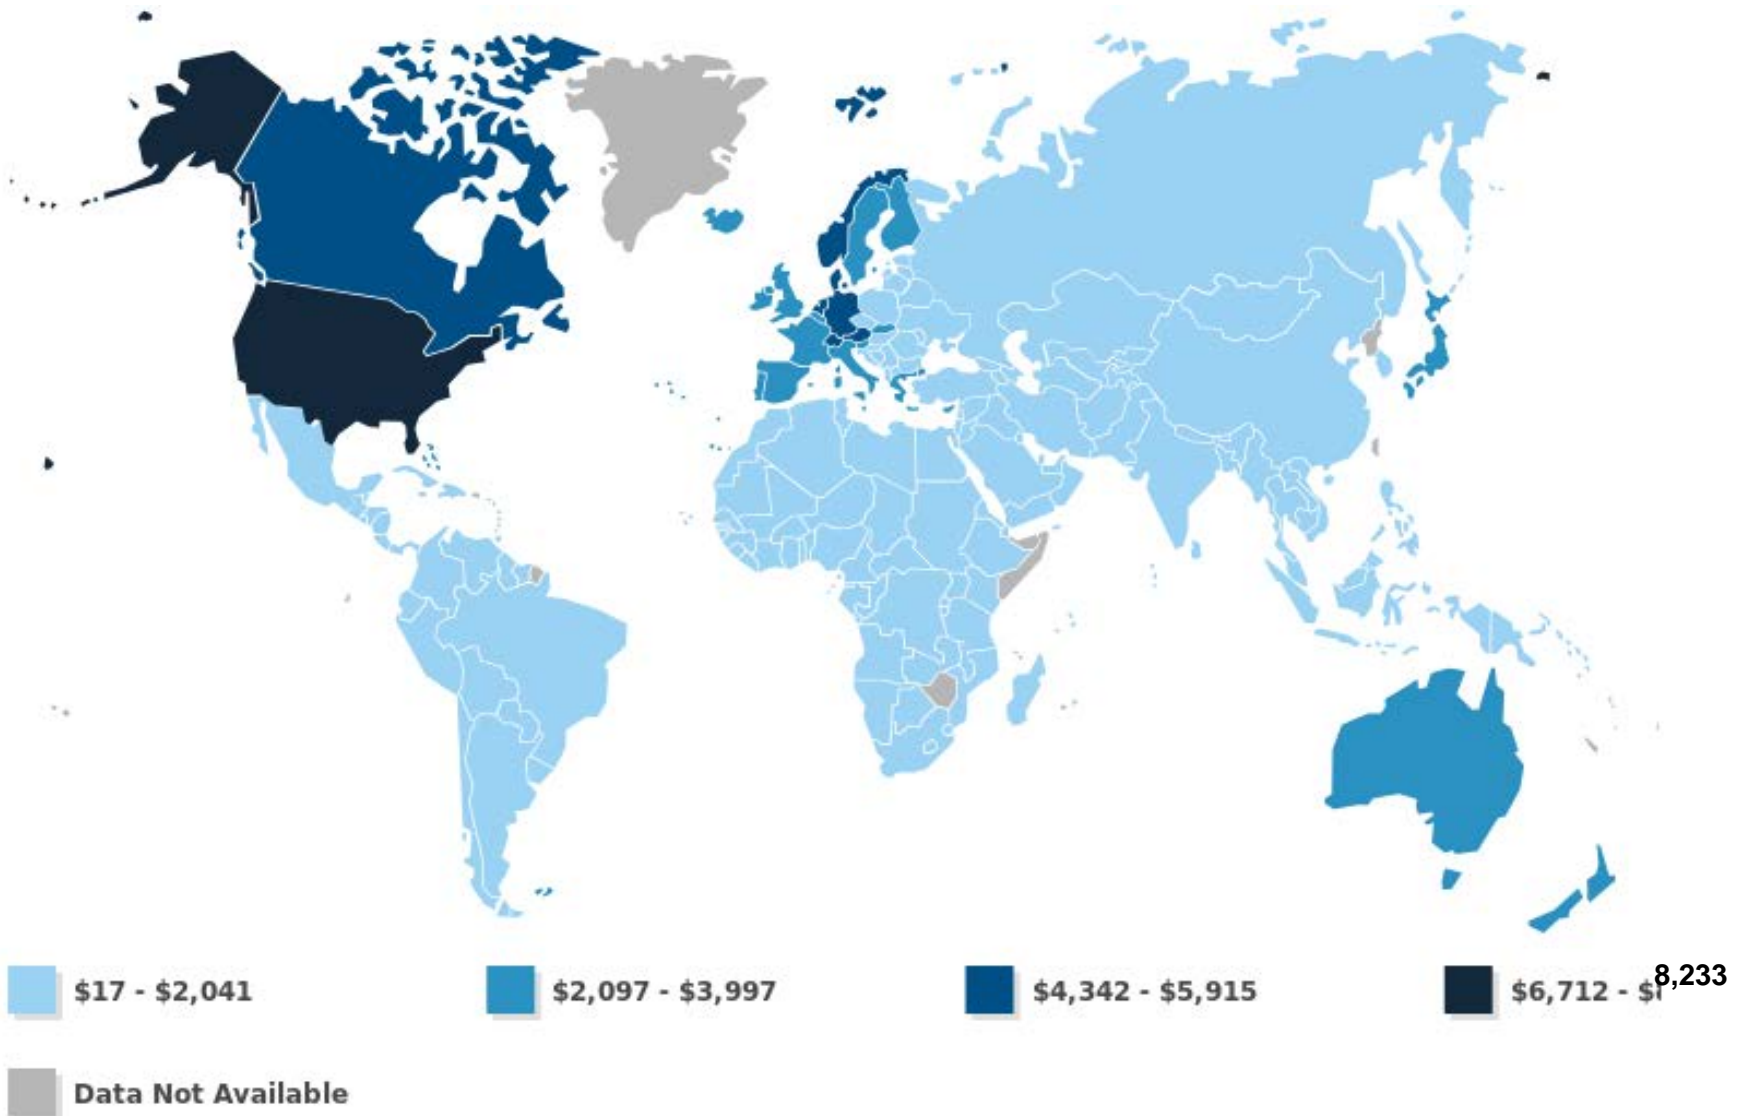 $17 - $2,041
$2,097 - $3,997
$4,342 - $5,915
$6,712 - $8,233
Data Not Available